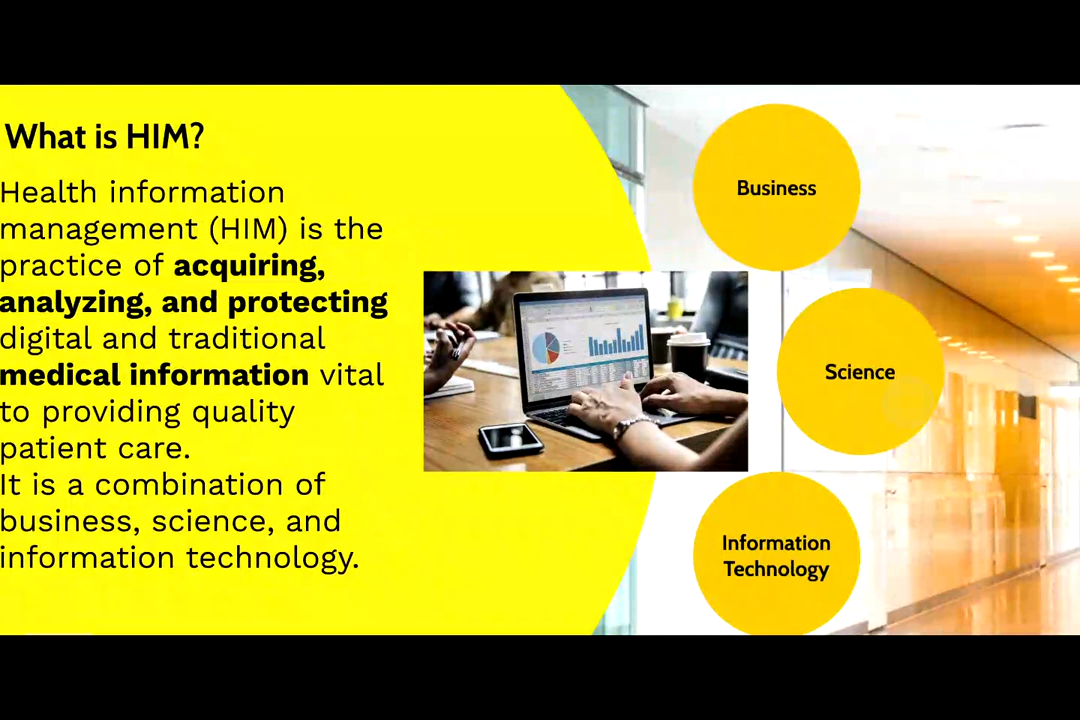 What is HIM?
Health information
management (HIM) is the
practice of acquiring,
analyzing, and protecting
digital and traditional
medical information vital
to providing quality
patient care.
It is a combination of
business, science, and
information technology.
Business
Science
Information
Technology